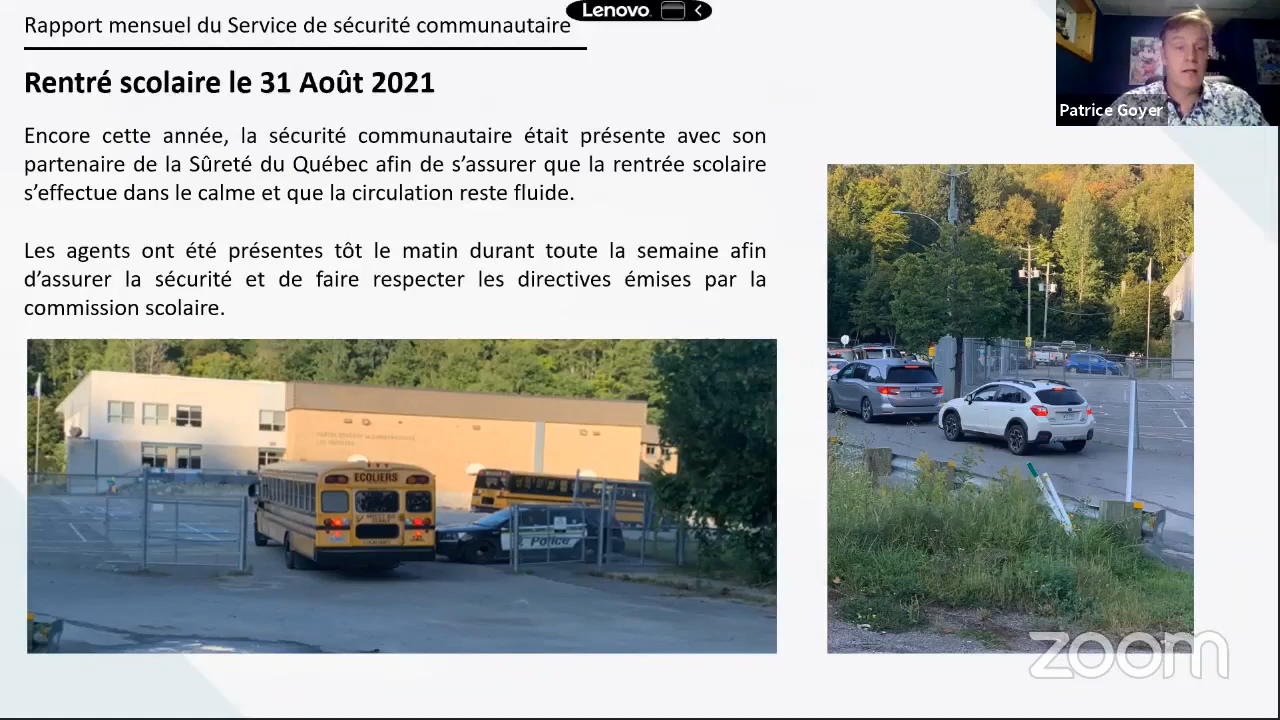 Rapport mensuel du Service de sécurité communautaire
Lenovo
Patrice Goyer
Rentré scolaire le 31 Août 2021
Encore cette année, la sécurité communautaire était présente avec son
partenaire de la Sûreté du Québec afin de s’assurer que la rentrée scolaire
s’effectue dans le calme et que la circulation reste fluide.
Les agents ont été présentes tôt le matin durant toute la semaine afin
d’assurer la sécurité et de faire respecter les directives émises par la
commission scolaire.
ECOLIERS
Police
zoom